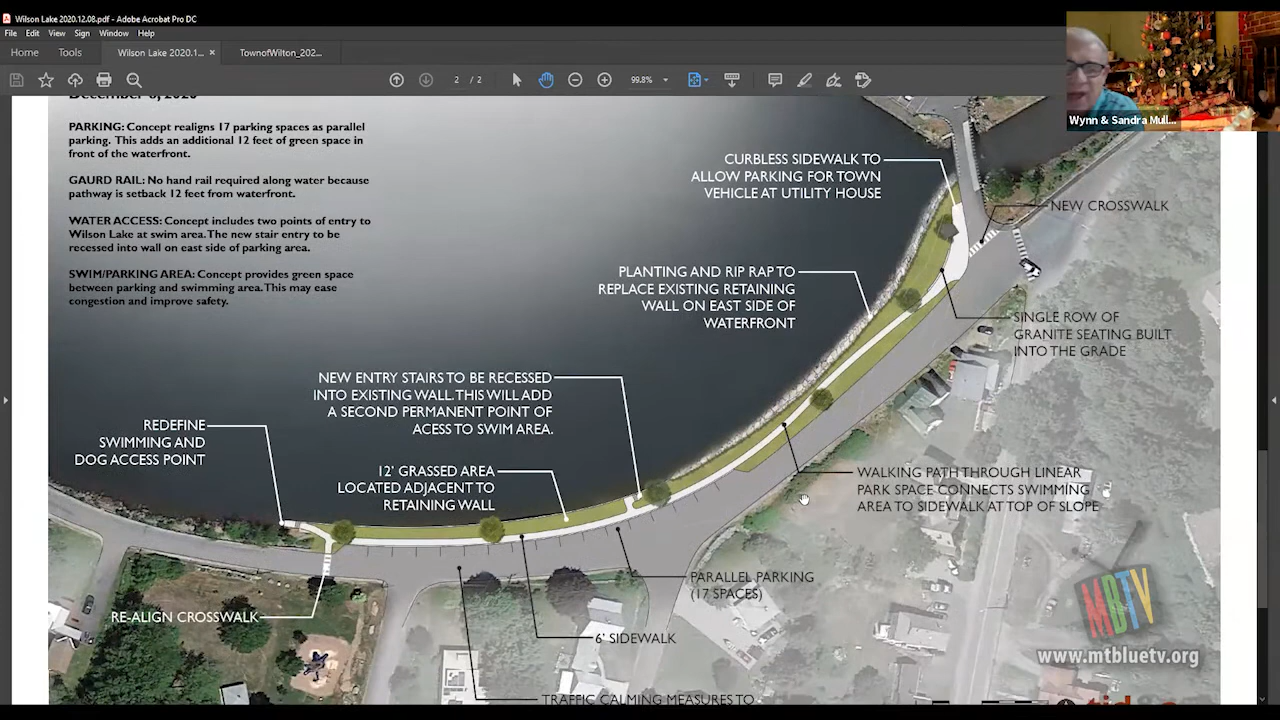 Wilson Lake 2020.12.08.pdf - Adobe Acrobat Pro DC
File Edit View Sign Window Help
Home Tools Wilson Lake 2020.1... × TownofWilton_202...
2 / 2 99.8%
Wynn & Sandra Mull...
December 8, 2020
PARKING: Concept realigns 17 parking spaces as parallel
parking. This adds an additional 12 feet of green space in
front of the waterfront.
GAURD RAIL: No hand rail required along water because
pathway is setback 12 feet from waterfront.
WATER ACCESS: Concept includes two points of entry to
Wilson Lake at swim area. The new stair entry to be
recessed into wall on east side of parking area.
SWIM/PARKING AREA: Concept provides green space
between parking and swimming area. This may ease
congestion and improve safety.
CURBLESS SIDEWALK TO
ALLOW PARKING FOR TOWN
VEHICLE AT UTILITY HOUSE
NEW CROSSWALK
PLANTING AND RIP RAP TO
REPLACE EXISTING RETAINING
WALL ON EAST SIDE OF
WATERFRONT
SINGLE ROW OF
GRANITE SEATING BUILT
INTO THE GRADE
NEW ENTRY STAIRS TO BE RECESSED
INTO EXISTING WALL. THIS WILL ADD
A SECOND PERMANENT POINT OF
ACESS TO SWIM AREA.
REDEFINE
SWIMMING AND
DOG ACCESS POINT
12' GRASSED AREA
LOCATED ADJACENT TO
RETAINING WALL
WALKING PATH THROUGH LINEAR
PARK SPACE CONNECTS SWIMMING
AREA TO SIDEWALK AT TOP OF SLOPE
PARALLEL PARKING
(17 SPACES)
RE-ALIGN CROSSWALK
6' SIDEWALK
TRAFFIC CALMING MEASURES TO
MBTV
www.mtbluetv.org